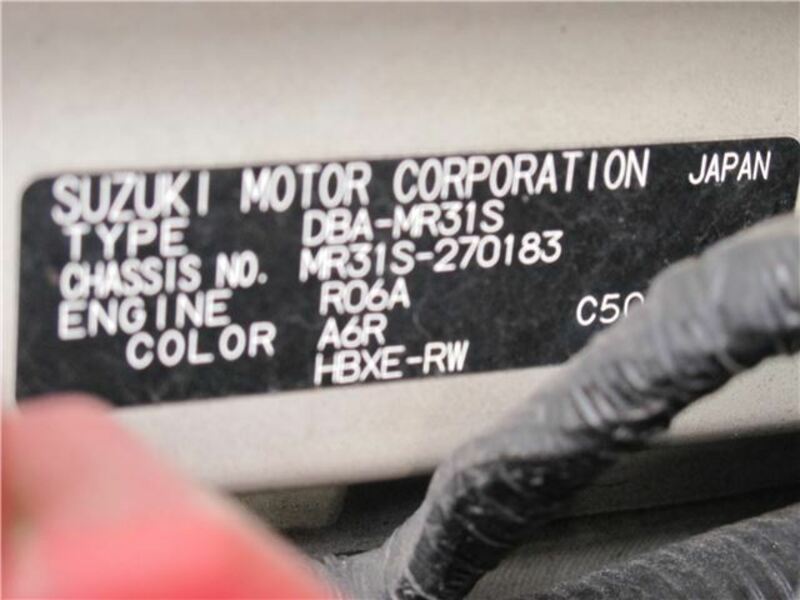 SUZUKI MOTOR CORPORATION JAPAN
TYPE DBA-MR31S
CHASSIS NO. MR31S-270183
ENGINE R06A
COLOR A6R
HBXE-RW